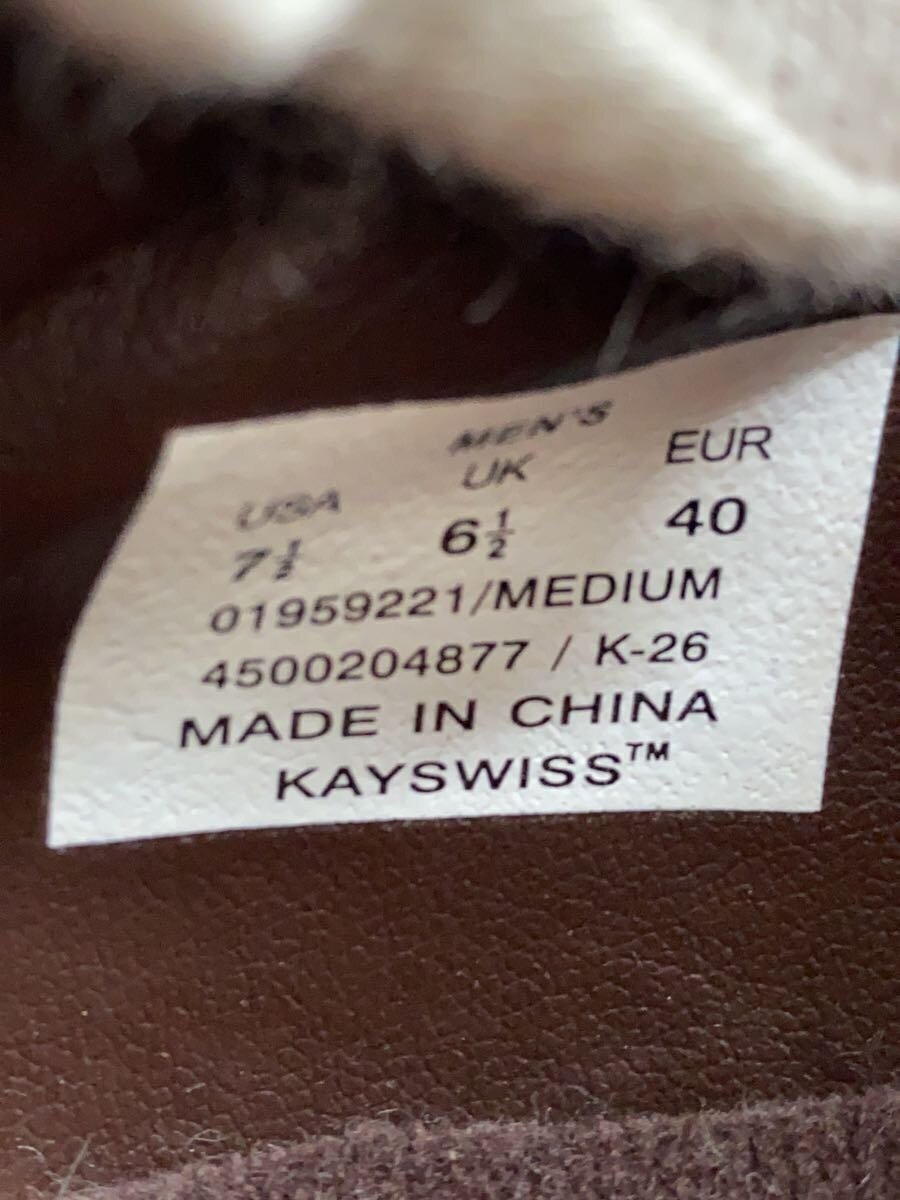 MEN'S
USA UK EUR
7½ 6½ 40
01959221/MEDIUM
4500204877 / K-26
MADE IN CHINA
KAYSWISS™